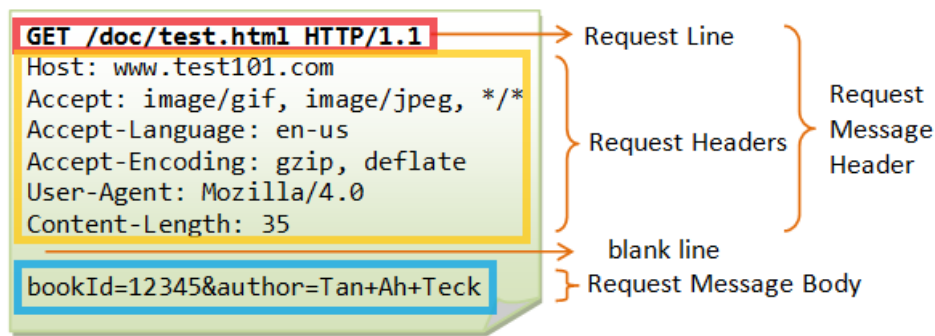 GET /doc/test.html HTTP/1.1
Request Line
Host: www.test101.com
Accept: image/gif, image/jpeg, */*
Accept-Language: en-us
Accept-Encoding: gzip, deflate
User-Agent: Mozilla/4.0
Content-Length: 35
Request Headers
Request
Message
Header
blank line
bookId=12345&author=Tan+Ah+Teck
Request Message Body